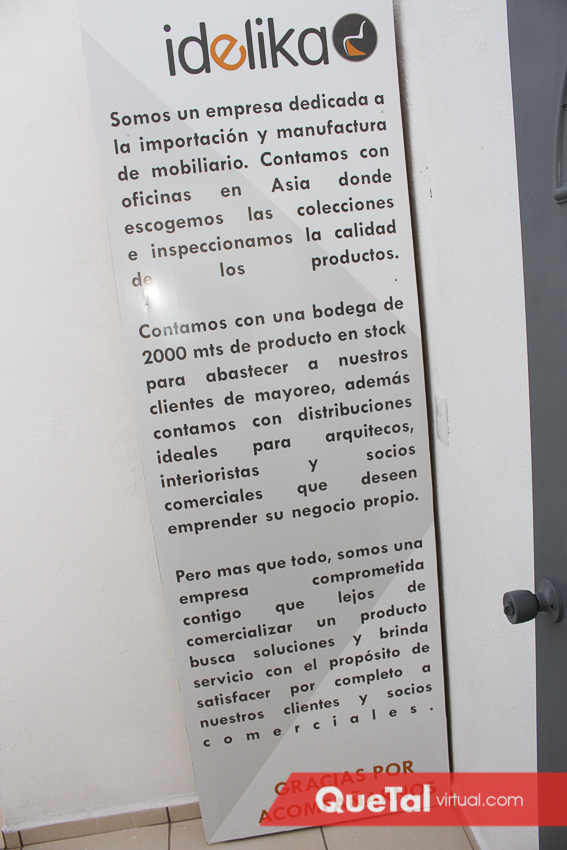 idelika
Somos un empresa dedicada a
la importación y manufactura
de mobiliario. Contamos con
oficinas en Asia donde
escogemos las colecciones
e inspeccionamos la calidad
de los productos.
.
Contamos con una bodega de
2000 mts de producto en stock
para abastecer a nuestros
clientes de mayoreo, además
contamos con distribuciones
ideales para arquitecos,
interioristas y socios
comerciales que deseen
emprender su negocio propio.
Pero mas que todo, somos una
empresa comprometida
contigo que lejos de
comercializar un producto
busca soluciones y brinda
servicio con el propósito de
satisfacer por completo a
nuestros clientes y socios
comerciales.
GRACIAS POR
QueTal virtual.com